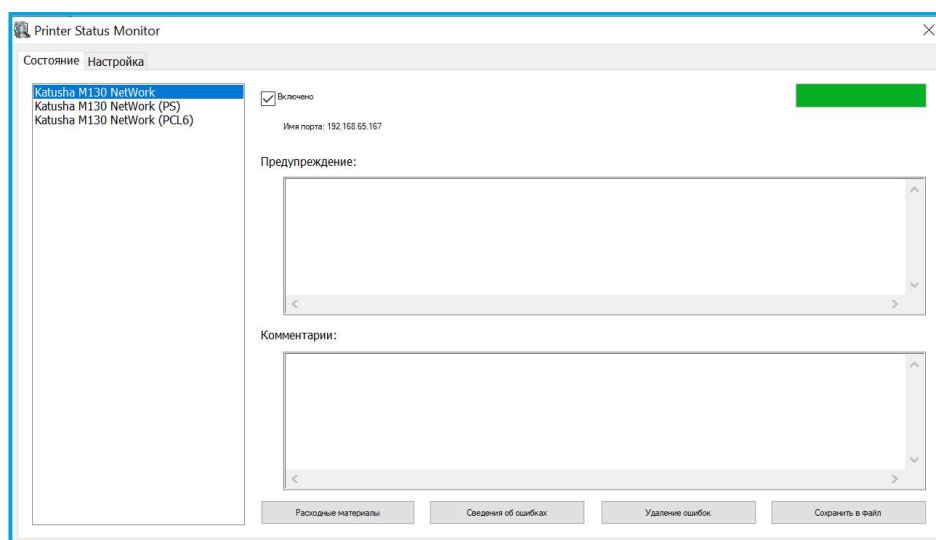 Printer Status Monitor
Состояние Настройка
Katusha M130 NetWork
Katusha M130 NetWork (PS)
Katusha M130 NetWork (PCL6)
Включено
Имя порта: 192.168.65.167
Предупреждение:
Комментарии:
Расходные материалы Сведения об ошибках Удаление ошибок Сохранить в файл